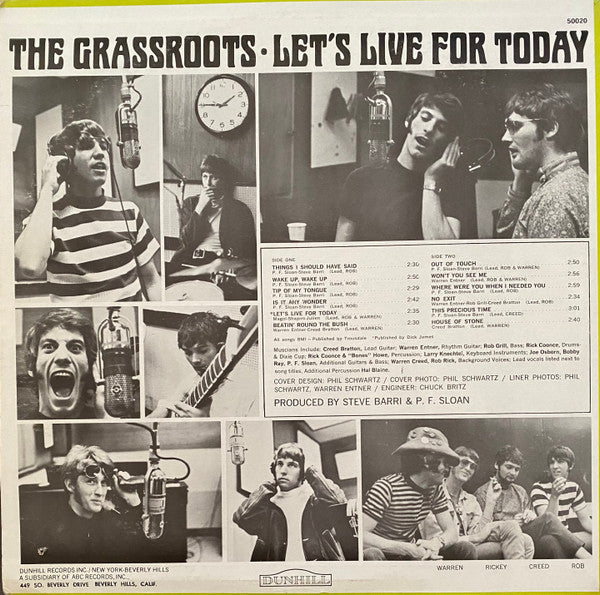 50020
THE GRASSROOTS • LET'S LIVE FOR TODAY
SIDE ONE
THINGS I SHOULD HAVE SAID 2:30
P. F. Sloan-Steve Barri (Lead, ROB)
WAKE UP, WAKE UP 2:50
P. F. Sloan-Steve Barri (Lead, ROB)
TIP OF MY TONGUE 2:29
P. F. Sloan-Steve Barri (Lead, ROB)
IS IT ANY WONDER 2:42
P. F. Sloan-Steve Barri (Lead, ROB)
*LET'S LIVE FOR TODAY 2:38
Mogol-Shapiro-Julien (Lead, ROB)
BEATIN' ROUND THE BUSH 2:30
Warren Entner-Creed Bratton (Lead, WARREN)
SIDE TWO
OUT OF TOUCH 2:50
P. F. Sloan-Steve Barri (Lead, ROB & WARREN)
WON'T YOU SEE ME 2:56
Warren Entner (Lead, WARREN)
WHERE WERE YOU WHEN I NEEDED YOU 2:59
P. F. Sloan-Steve Barri (Lead, ROB)
NO EXIT 2:34
Warren Entner-Rob Grill-Creed Bratton (Lead, ROB & WARREN)
THIS PRECIOUS TIME 3:01
P. F. Sloan-Steve Barri (Lead, CREED)
HOUSE OF STONE 2:40
Creed Bratton (Lead, WARREN)
All songs BMI - Published by Trousdale *Published by Dick James
Musicians Include: Creed Bratton, Lead Guitar; Warren Entner, Rhythm Guitar; Rob Grill, Bass; Rick Coonce, Drums
& Dixie Cup; Rick Coonce & "Bones" Howe, Percussion; Larry Knechtel, Keyboard Instruments; Joe Osborn, Bobby
Ray, P. F. Sloan, Additional Guitars & Bass; Warren Creed, Rob Rick, Background Voices; Lead vocals listed next to
song titles, Additional Percussion Hal Blaine.
COVER DESIGN: PHIL SCHWARTZ / COVER PHOTO: PHIL SCHWARTZ / LINER PHOTOS: PHIL
SCHWARTZ, WARREN ENTNER / ENGINEER: CHUCK BRITZ
PRODUCED BY STEVE BARRI & P. F. SLOAN
WARREN RICKEY CREED ROB
DUNHILL RECORDS INC / NEW YORK-BEVERLY HILLS
A SUBSIDIARY OF ABC RECORDS, INC.,
449 SO. BEVERLY DRIVE BEVERLY HILLS, CALIF.
DUNHILL